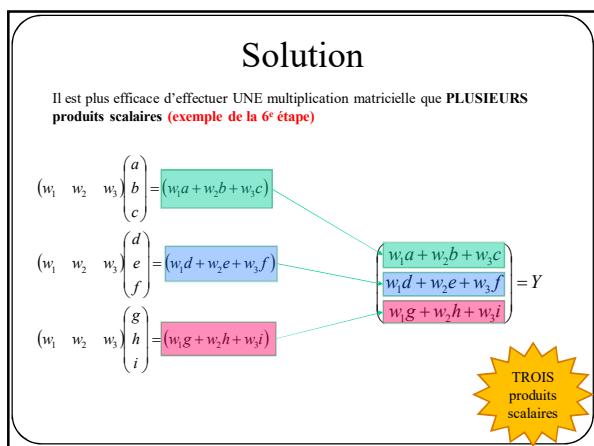 Solution
Il est plus efficace d'effectuer UNE multiplication matricielle que PLUSIEURS
produits scalaires (exemple de la 6e étape)
(w₁ w₂ w₃)(a b c) = (w₁a + w₂b + w₃c)
(w₁ w₂ w₃)(d e f) = (w₁d + w₂e + w₃f)
(w₁ w₂ w₃)(g h i) = (w₁g + w₂h + w₃i)
(w₁a + w₂b + w₃c
w₁d + w₂e + w₃f
w₁g + w₂h + w₃i) = Y
TROIS
produits
scalaires